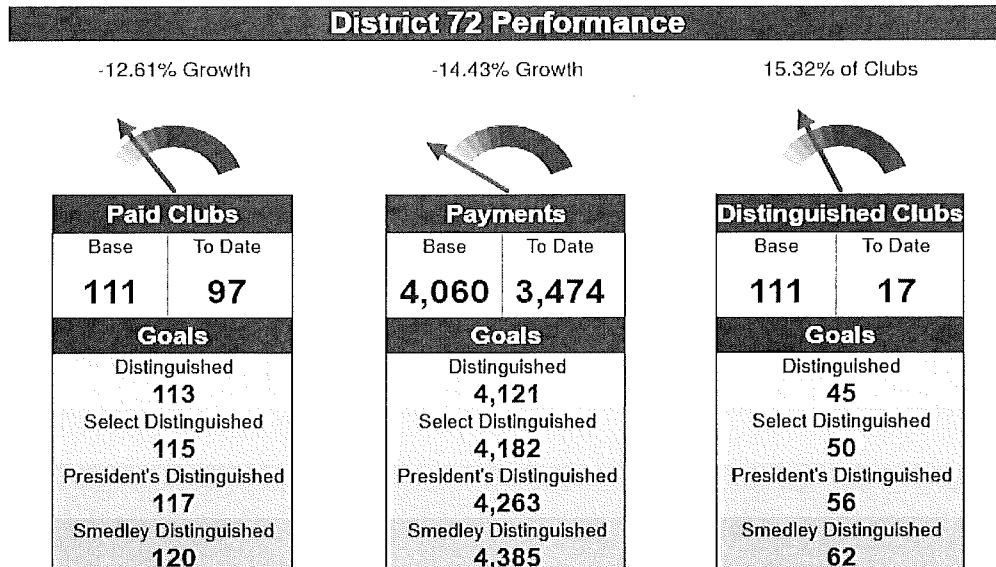 District 72 Performance
-12.61% Growth
-14.43% Growth
15.32% of Clubs
Paid Clubs
Base To Date
111 97
Goals
Distinguished
113
Select Distinguished
115
President's Distinguished
117
Smedley Distinguished
120
Payments
Base To Date
4,060 3,474
Goals
Distinguished
4,121
Select Distinguished
4,182
President's Distinguished
4,263
Smedley Distinguished
4,385
Distinguished Clubs
Base To Date
111 17
Goals
Distinguished
45
Select Distinguished
50
President's Distinguished
56
Smedley Distinguished
62